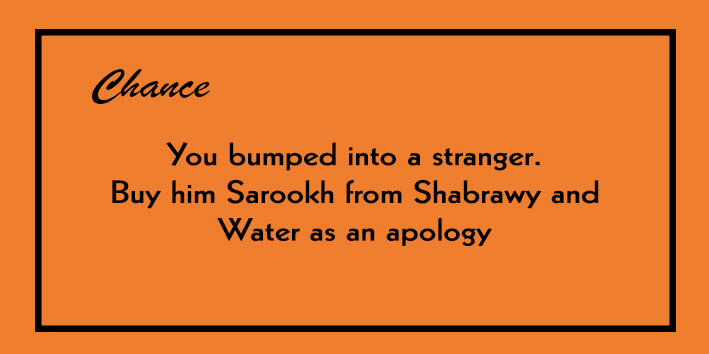 Chance
You bumped into a stranger.
Buy him Sarookh from Shabrawy and
Water as an apology